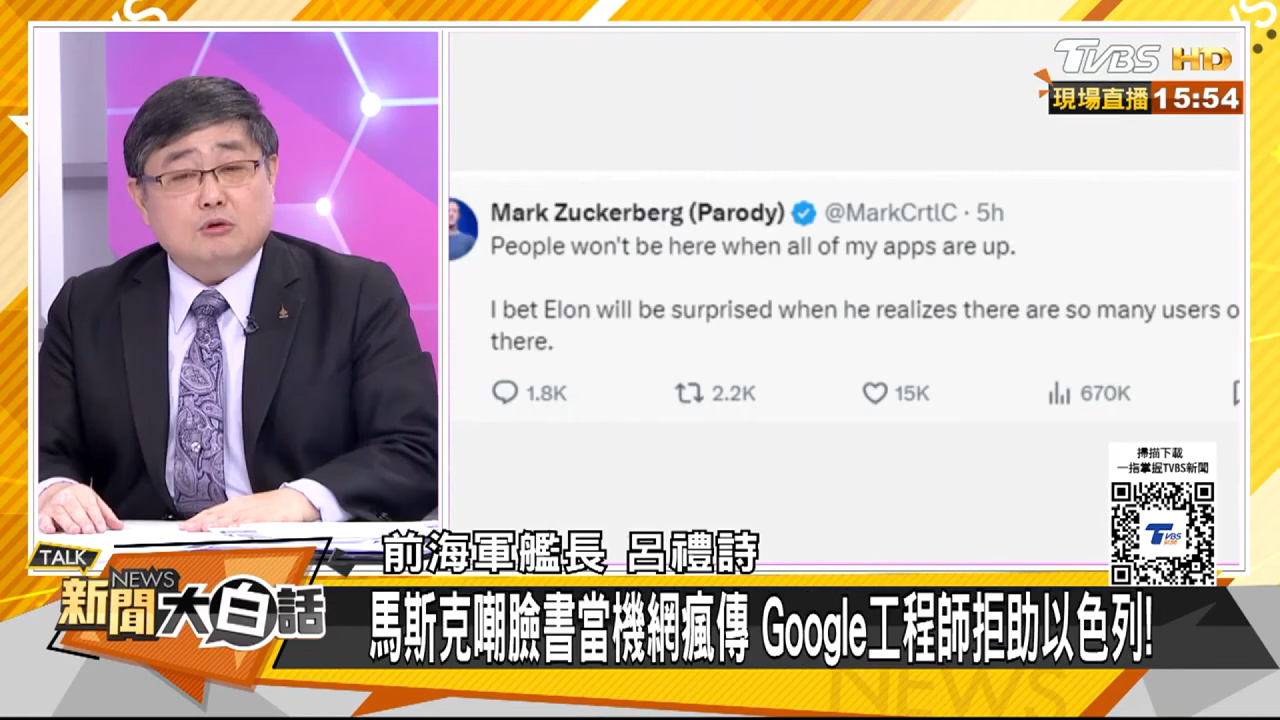 TVBS HD
現場直播 15:54
Mark Zuckerberg (Parody) @MarkCrtlC · 5h
People won't be here when all of my apps are up.
I bet Elon will be surprised when he realizes there are so many users o
there.
1.8K 2.2K 15K 670K
掃描下載
一指掌握TVBS新聞
TVBS
前海軍艦長 呂禮詩
TALK
NEWS
新聞大白話
馬斯克嘲臉書當機網瘋傳 Google工程師拒助以色列!
NEWS